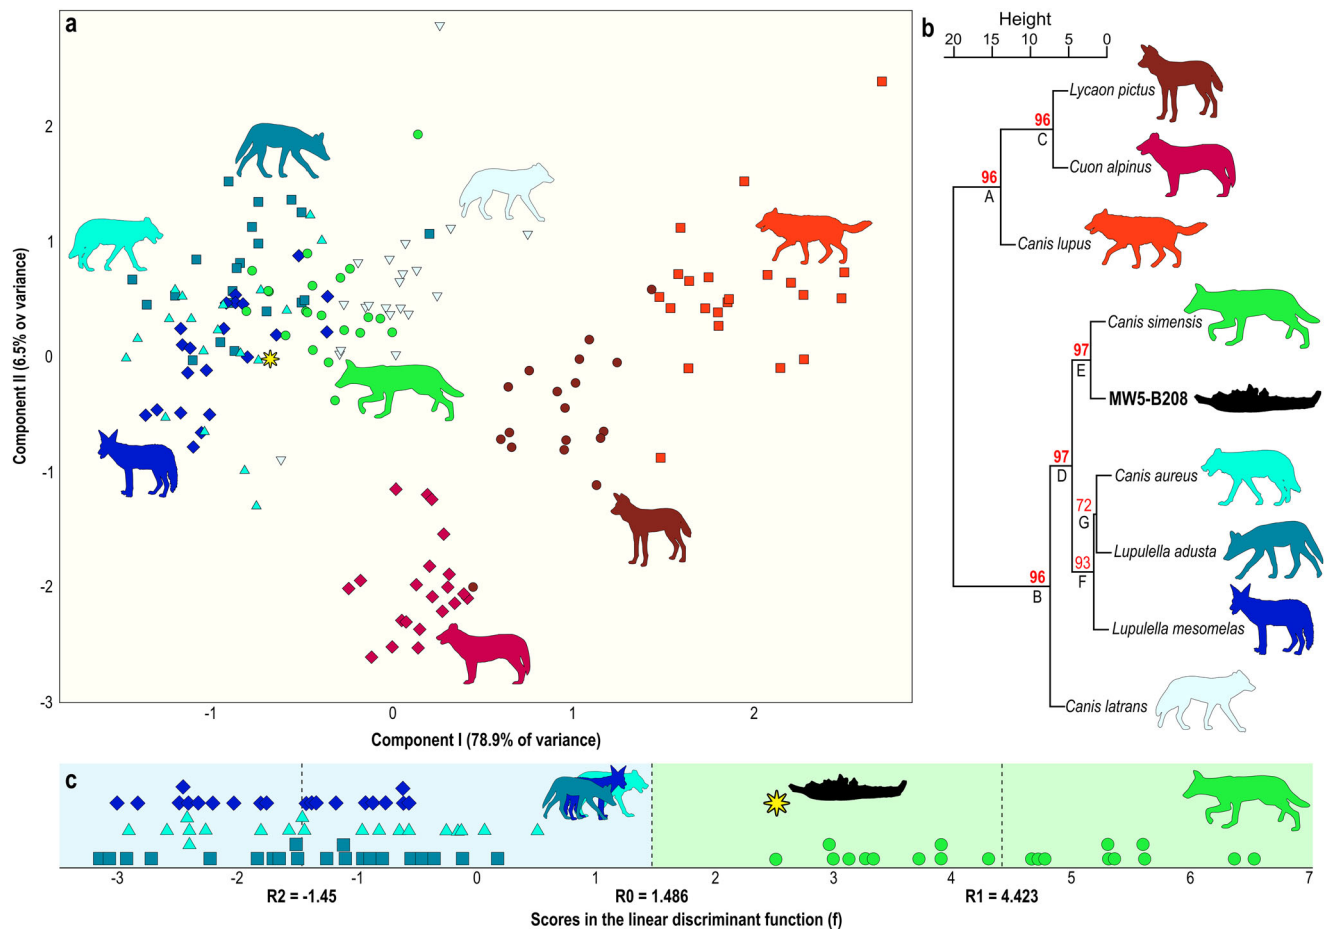 a
Component II (6.5% ov variance)
2
1
0
-1
-2
-3
-1
0
1
2
Component I (78.9% of variance)
b
Height
20 15 10 5 0
Lycaon pictus
96
C
Cuon alpinus
96
A
Canis lupus
Canis simensis
97
E
MW5-B208
97
D
Canis aureus
72
G
Lupulella adusta
93
F
96
B
Lupulella mesomelas
Canis latrans
c
-3 -2 -1 0 1 2 3 4 5 6 7
R2 = -1.45 R0 = 1.486 R1 = 4.423
Scores in the linear discriminant function (f)